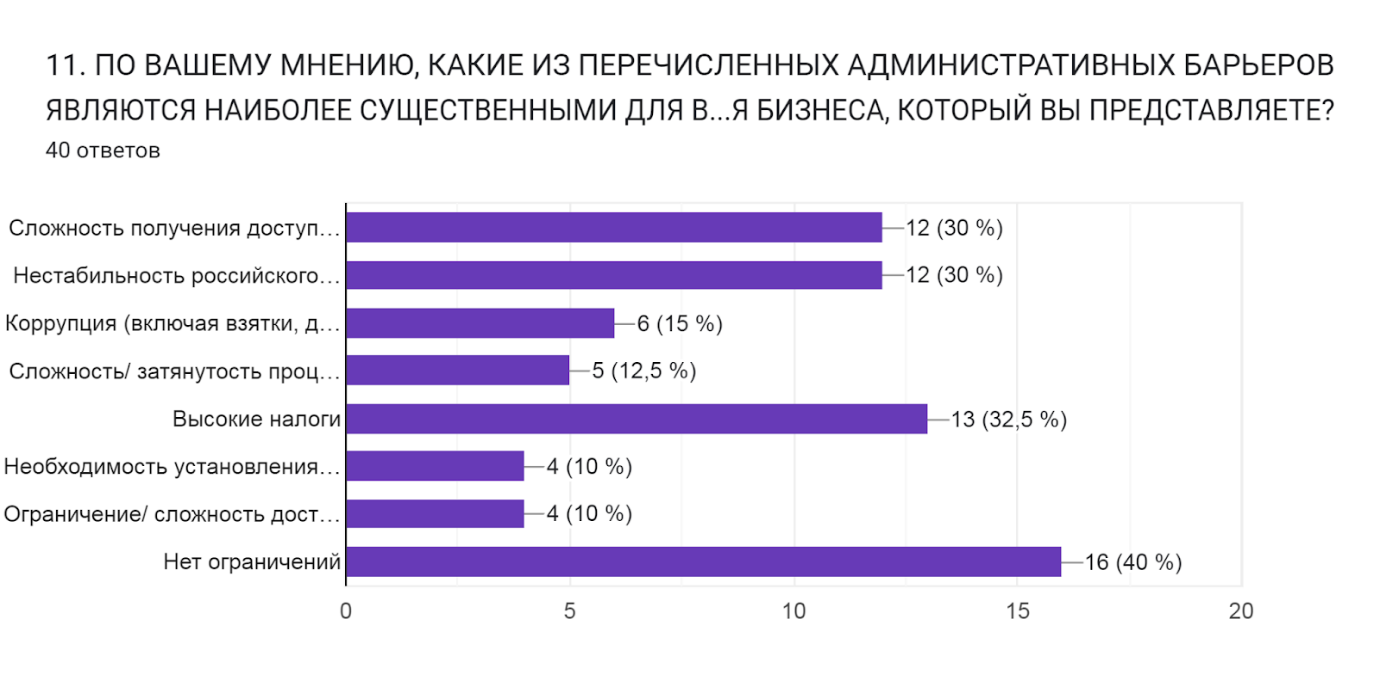 11. ПО ВАШЕМУ МНЕНИЮ, КАКИЕ ИЗ ПЕРЕЧИСЛЕННЫХ АДМИНИСТРАТИВНЫХ БАРЬЕРОВ
ЯВЛЯЮТСЯ НАИБОЛЕЕ СУЩЕСТВЕННЫМИ ДЛЯ В...Я БИЗНЕСА, КОТОРЫЙ ВЫ ПРЕДСТАВЛЯЕТЕ?
40 ответов
Сложность получения доступ… 12 (30 %)
Нестабильность российского… 12 (30 %)
Коррупция (включая взятки, д… 6 (15 %)
Сложность/ затянутость проц… 5 (12,5 %)
Высокие налоги 13 (32,5 %)
Необходимость установления… 4 (10 %)
Ограничение/ сложность дост… 4 (10 %)
Нет ограничений 16 (40 %)
0 5 10 15 20